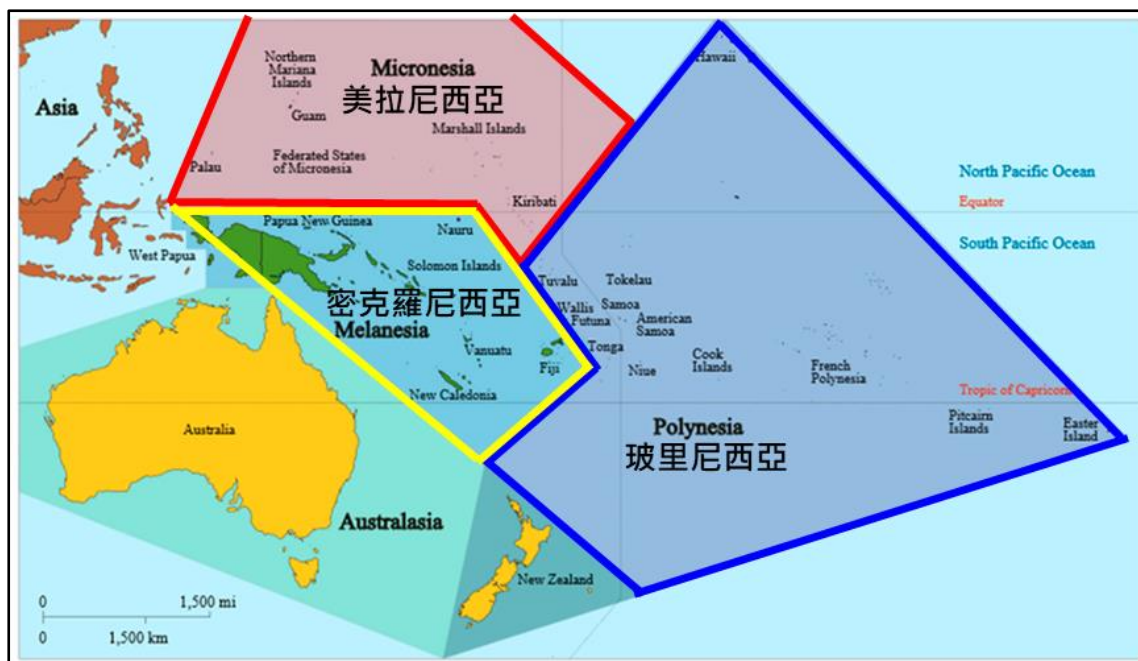 Hawaii
Northern
Mariana
Islands
Micronesia
美拉尼西亞
Asia
Guam
Marshall Islands
Federated States
of Micronesia
Palau
North Pacific Ocean
Kiribati
Equator
Papua New Guinea
Nauru
South Pacific Ocean
West Papua
Solomon Islands
Tuvalu
Tokelau
密克羅尼西亞
Melanesia
Wallis
Futuna
Samoa
American
Samoa
Tonga
Vanuatu
Fiji
Niue
Cook
Islands
French
Polynesia
New Caledonia
Tropic of Capricorn
Pitcairn
Islands
Easter
Island
Australia
Polynesia
玻里尼西亞
Australasia
New Zealand
0 1,500 mi
0 1,500 km